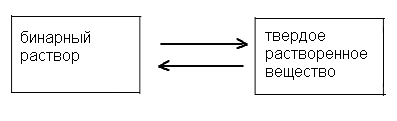 бинарный
раствор
твердое
растворенное
вещество